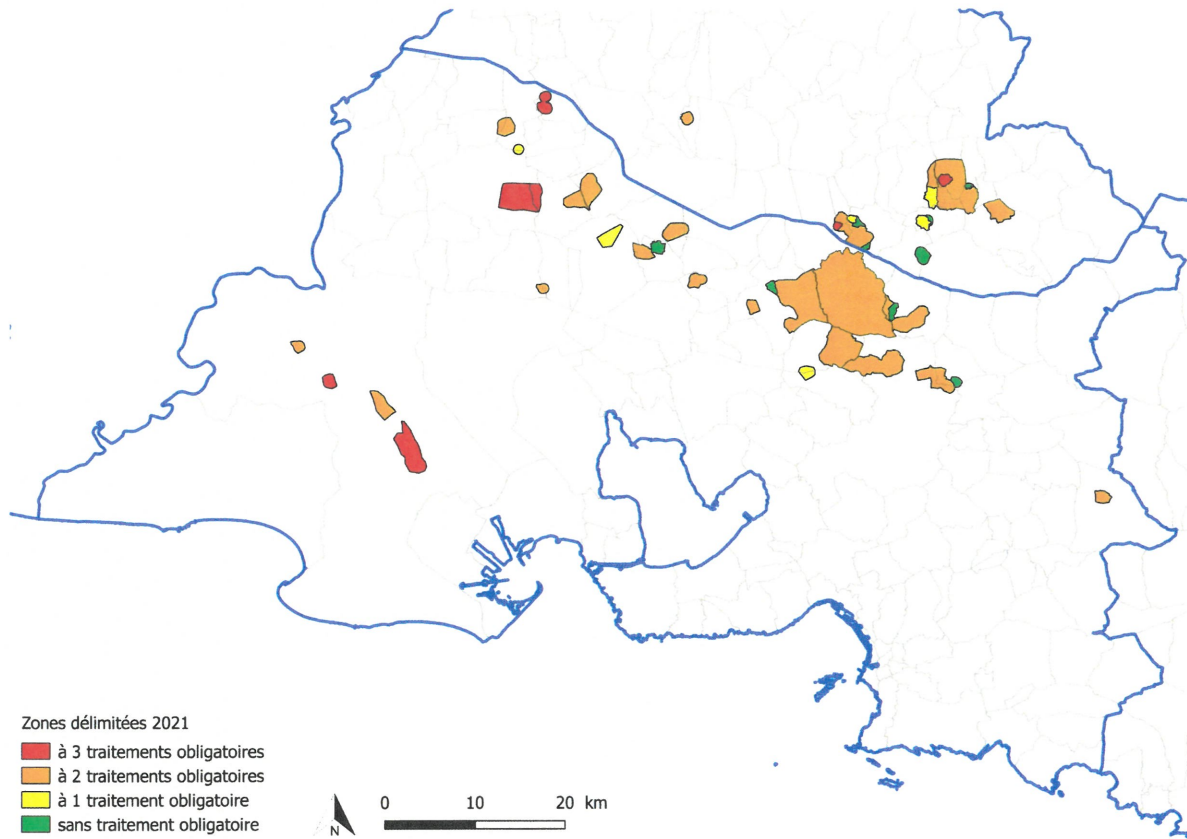 Zones délimitées 2021
à 3 traitements obligatoires
à 2 traitements obligatoires
à 1 traitement obligatoire
sans traitement obligatoire
N
0 10 20 km